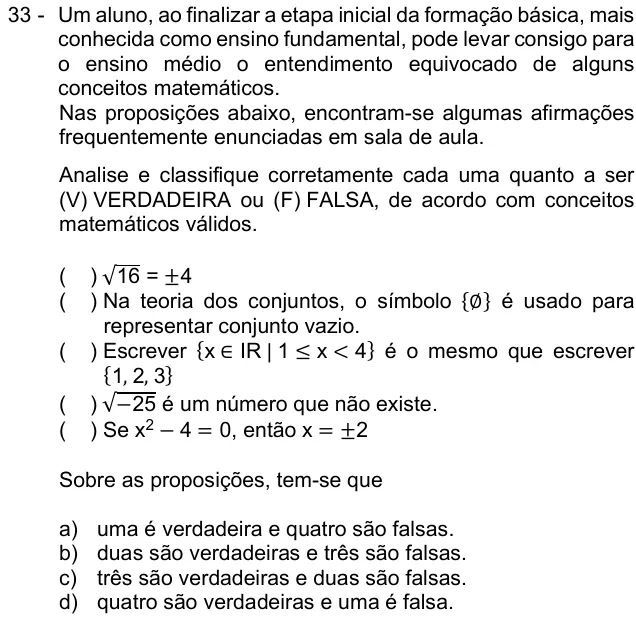 33 - Um aluno, ao finalizar a etapa inicial da formação básica, mais
conhecida como ensino fundamental, pode levar consigo para
o ensino médio o entendimento equivocado de alguns
conceitos matemáticos.
Nas proposições abaixo, encontram-se algumas afirmações
frequentemente enunciadas em sala de aula.
Analise e classifique corretamente cada uma quanto a ser
(V) VERDADEIRA ou (F) FALSA, de acordo com conceitos
matemáticos válidos.
( ) √16 = ±4
( ) Na teoria dos conjuntos, o símbolo {∅} é usado para
representar conjunto vazio.
( ) Escrever {x ∈ IR | 1 ≤ x < 4} é o mesmo que escrever
{1, 2, 3}
( ) √−25 é um número que não existe.
( ) Se x² − 4 = 0, então x = ±2
Sobre as proposições, tem-se que
a) uma é verdadeira e quatro são falsas.
b) duas são verdadeiras e três são falsas.
c) três são verdadeiras e duas são falsas.
d) quatro são verdadeiras e uma é falsa.